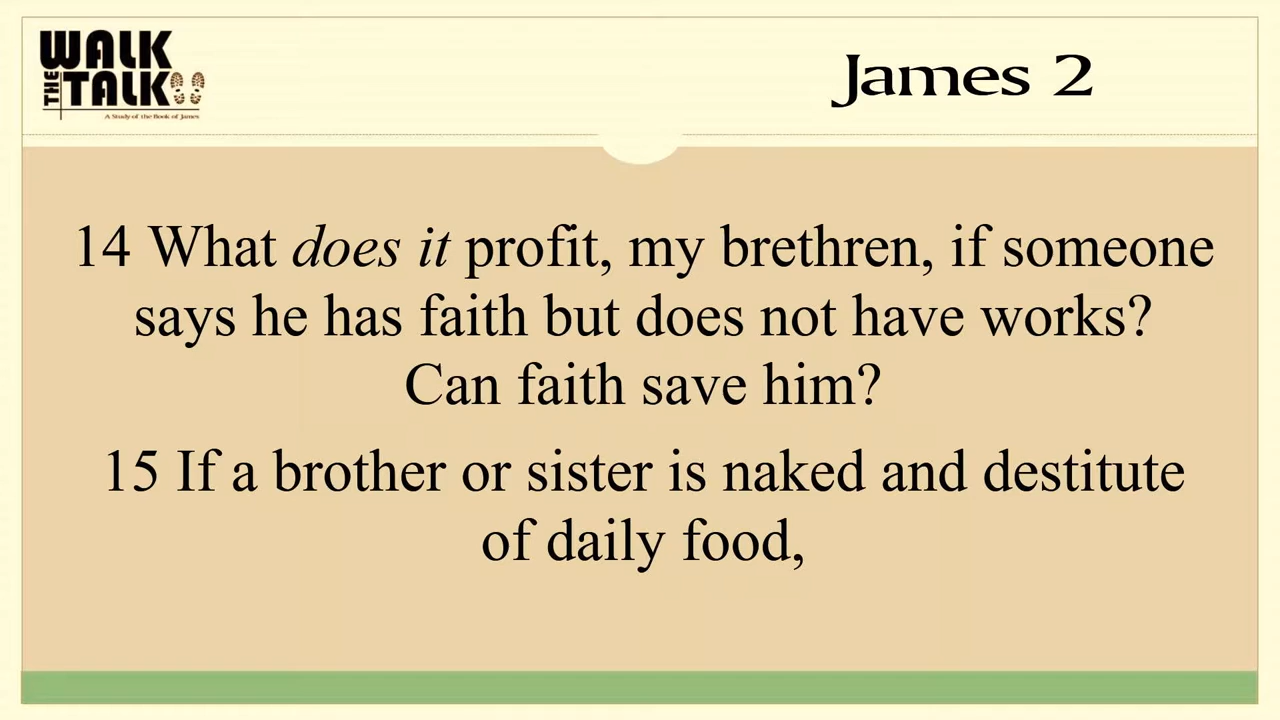 WALK
THE TALK
A Study of the Book of James
James 2
14 What does it profit, my brethren, if someone
says he has faith but does not have works?
Can faith save him?
15 If a brother or sister is naked and destitute
of daily food,